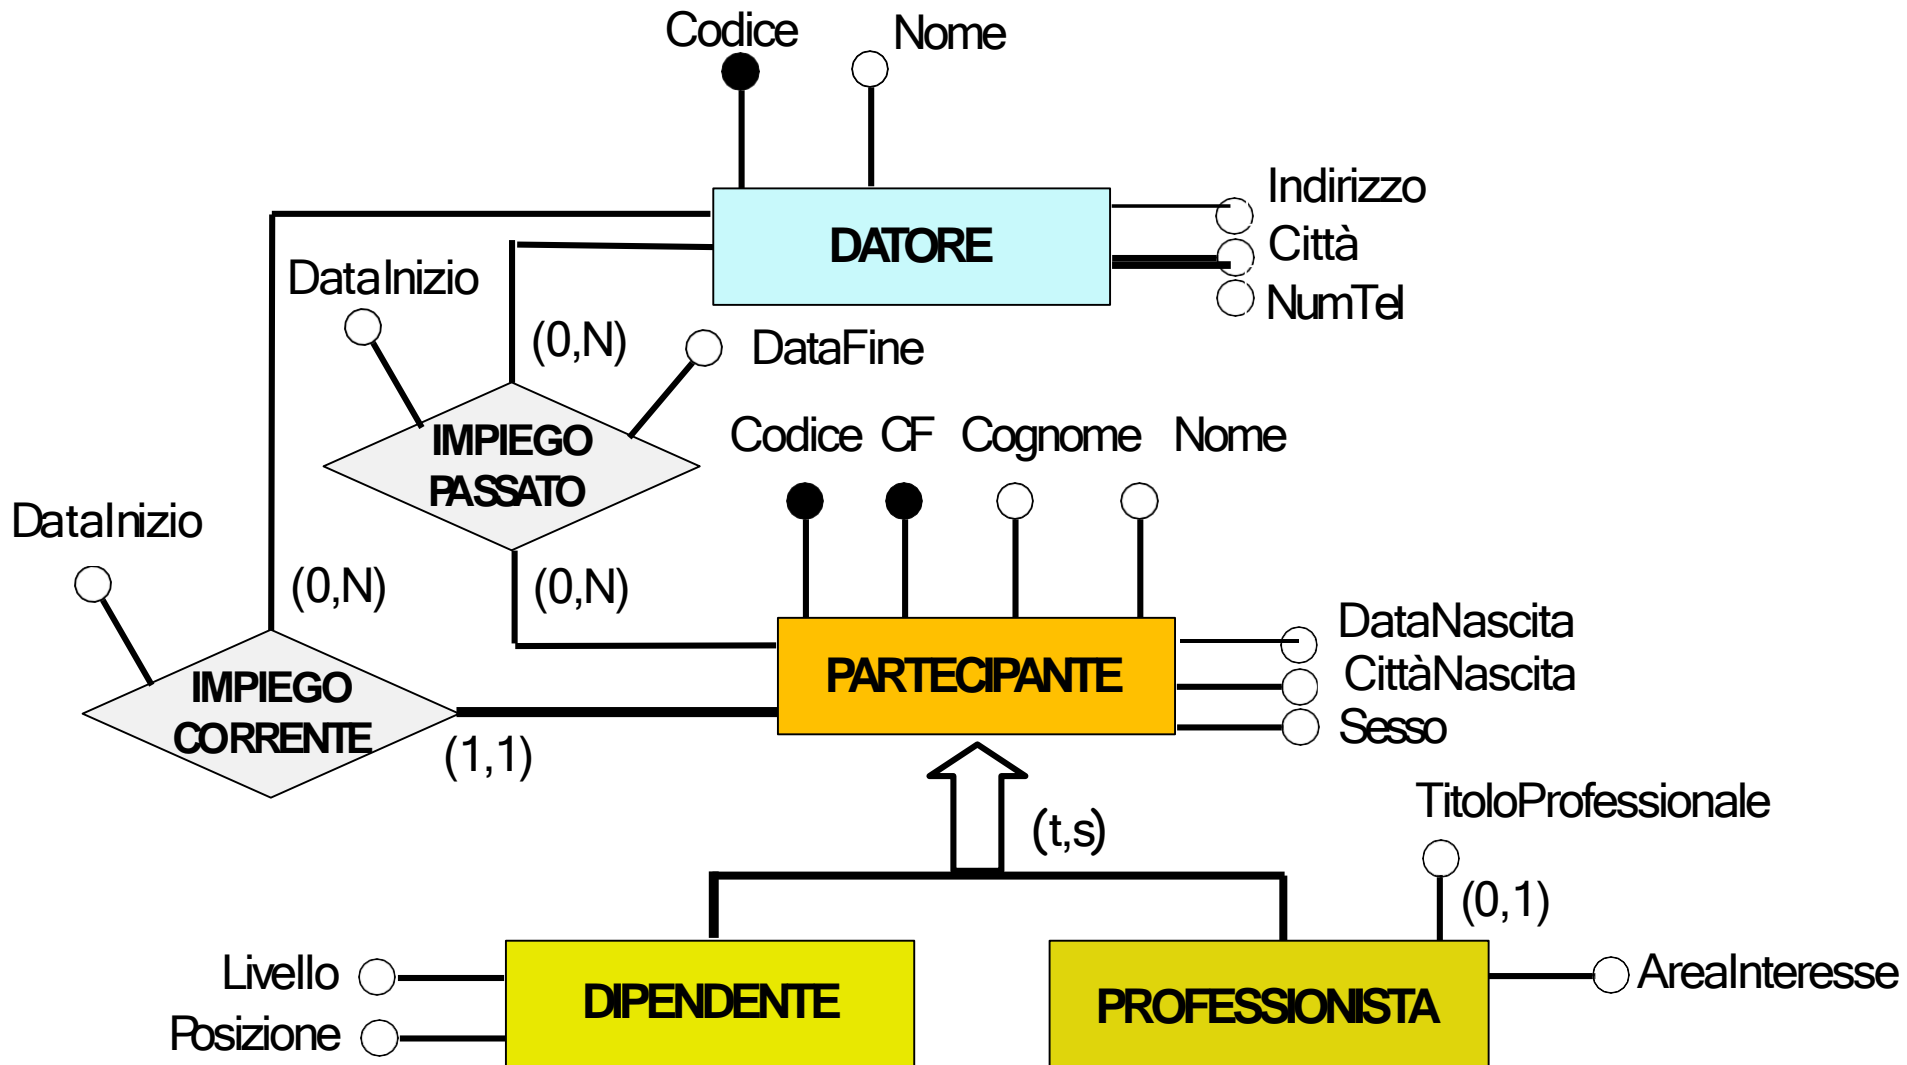 Codice
Nome
Indirizzo
DATORE
Città
DataInizio
NumTel
(0,N)
DataFine
IMPIEGO
PASSATO
Codice CF Cognome Nome
DataInizio
(0,N)
(0,N)
DataNascita
IMPIEGO
CORRENTE
PARTECIPANTE
CittàNascita
Sesso
(1,1)
TitoloProfessionale
(t,s)
(0,1)
Livello
DIPENDENTE
PROFESSIONISTA
AreaInteresse
Posizione